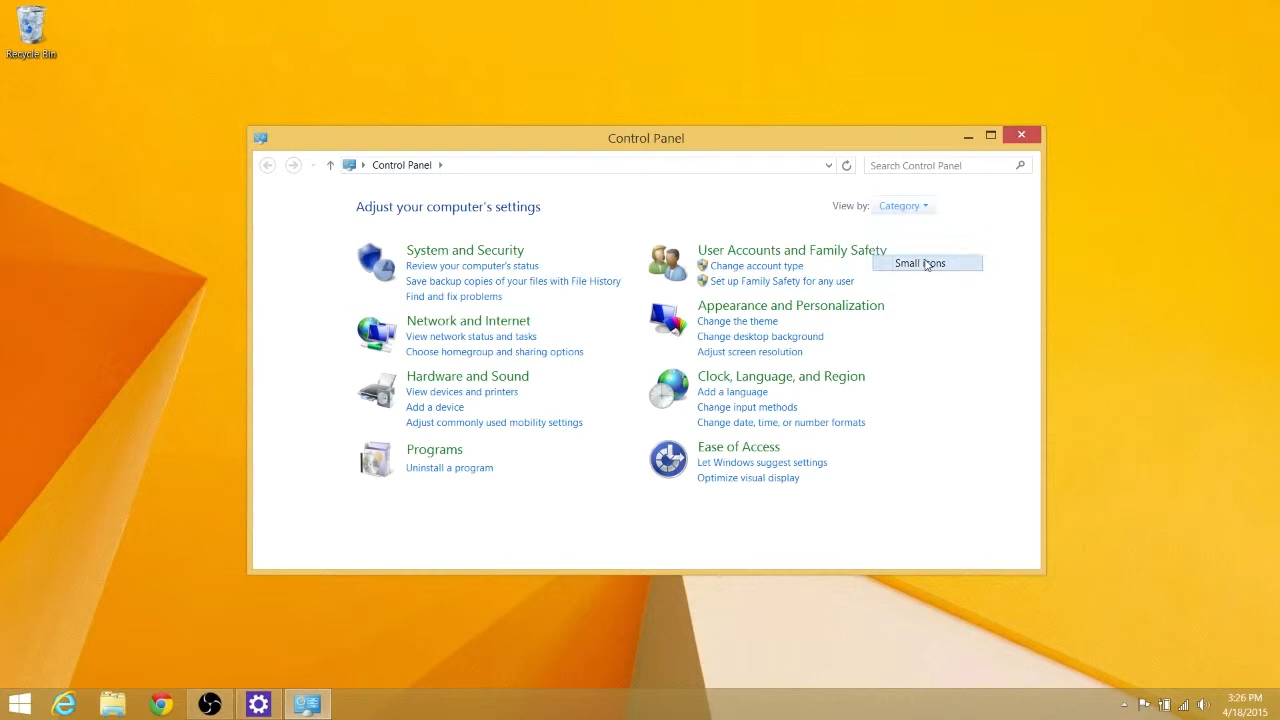 Recycle Bin
Control Panel
Control Panel
Search Control Panel
Adjust your computer's settings
View by: Category
System and Security
Review your computer's status
Save backup copies of your files with File History
Find and fix problems
Network and Internet
View network status and tasks
Choose homegroup and sharing options
Hardware and Sound
View devices and printers
Add a device
Adjust commonly used mobility settings
Programs
Uninstall a program
User Accounts and Family Safety
Small icons
Change account type
Set up Family Safety for any user
Appearance and Personalization
Change the theme
Change desktop background
Adjust screen resolution
Clock, Language, and Region
Add a language
Change input methods
Change date, time, or number formats
Ease of Access
Let Windows suggest settings
Optimize visual display
3:26 PM
4/18/2015